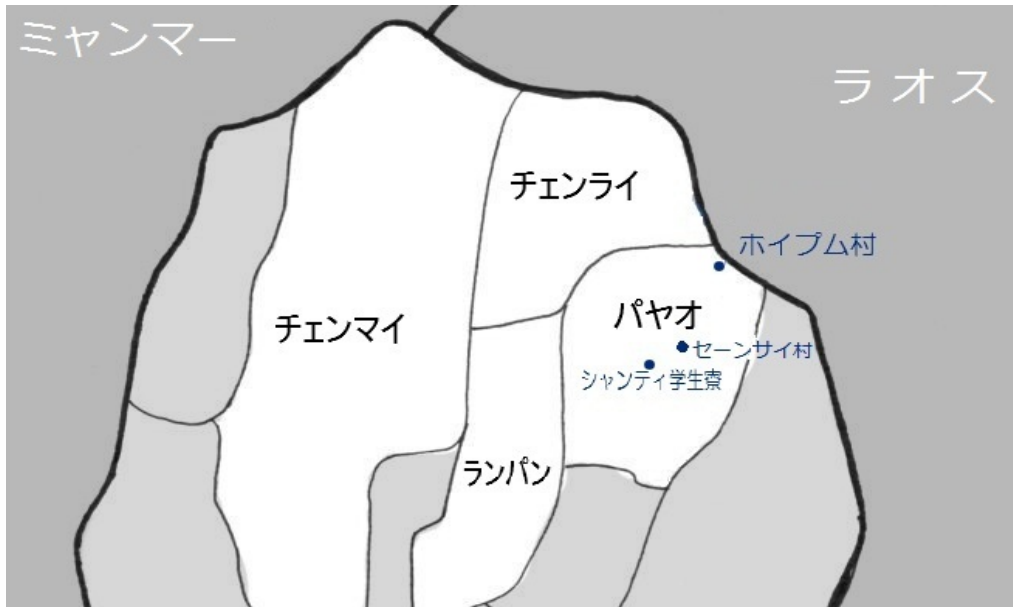 ミャンマー
ラオス
チェンライ
ホイプム村
チェンマイ
パヤオ
セーンサイ村
シャンティ学生寮
ランパン